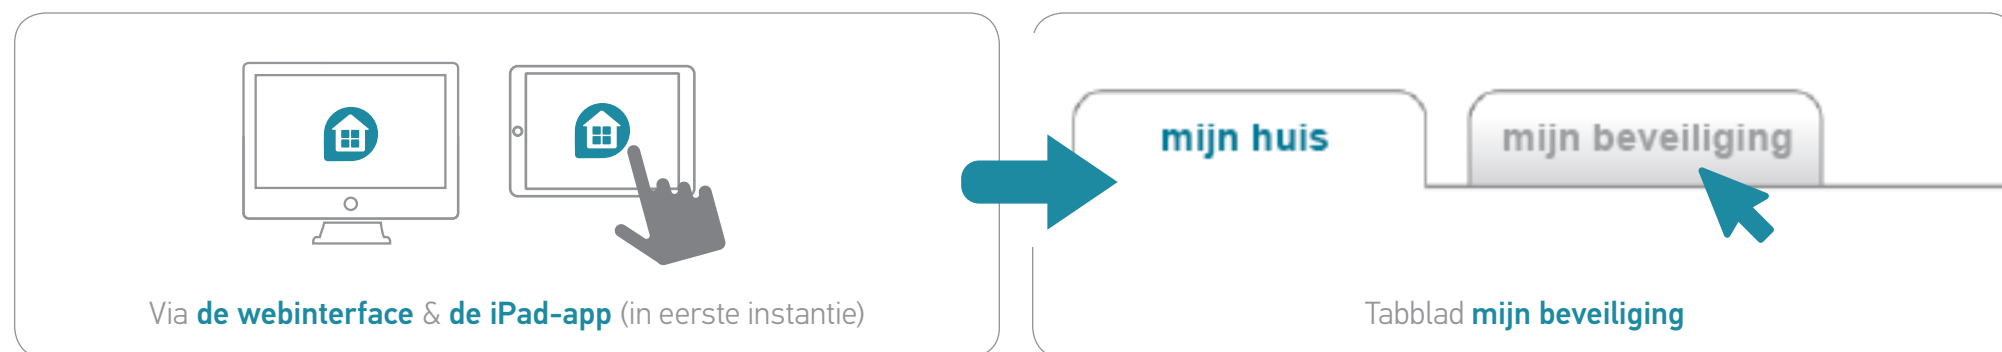 mijn huis
mijn beveiliging
Via de webinterface & de iPad-app (in eerste instantie)
Tabblad mijn beveiliging